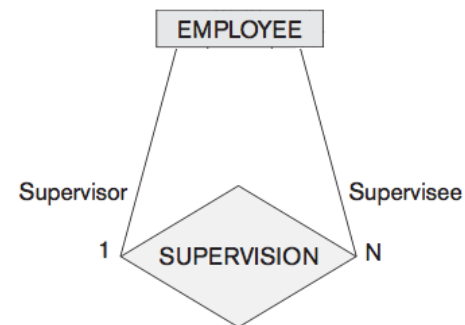 EMPLOYEE
Supervisor
Supervisee
1
SUPERVISION
N